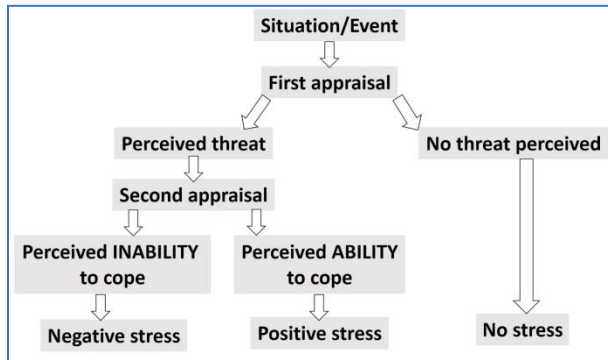 Situation/Event
First appraisal
Perceived threat
No threat perceived
Second appraisal
Perceived INABILITY
to cope
Perceived ABILITY
to cope
Negative stress
Positive stress
No stress